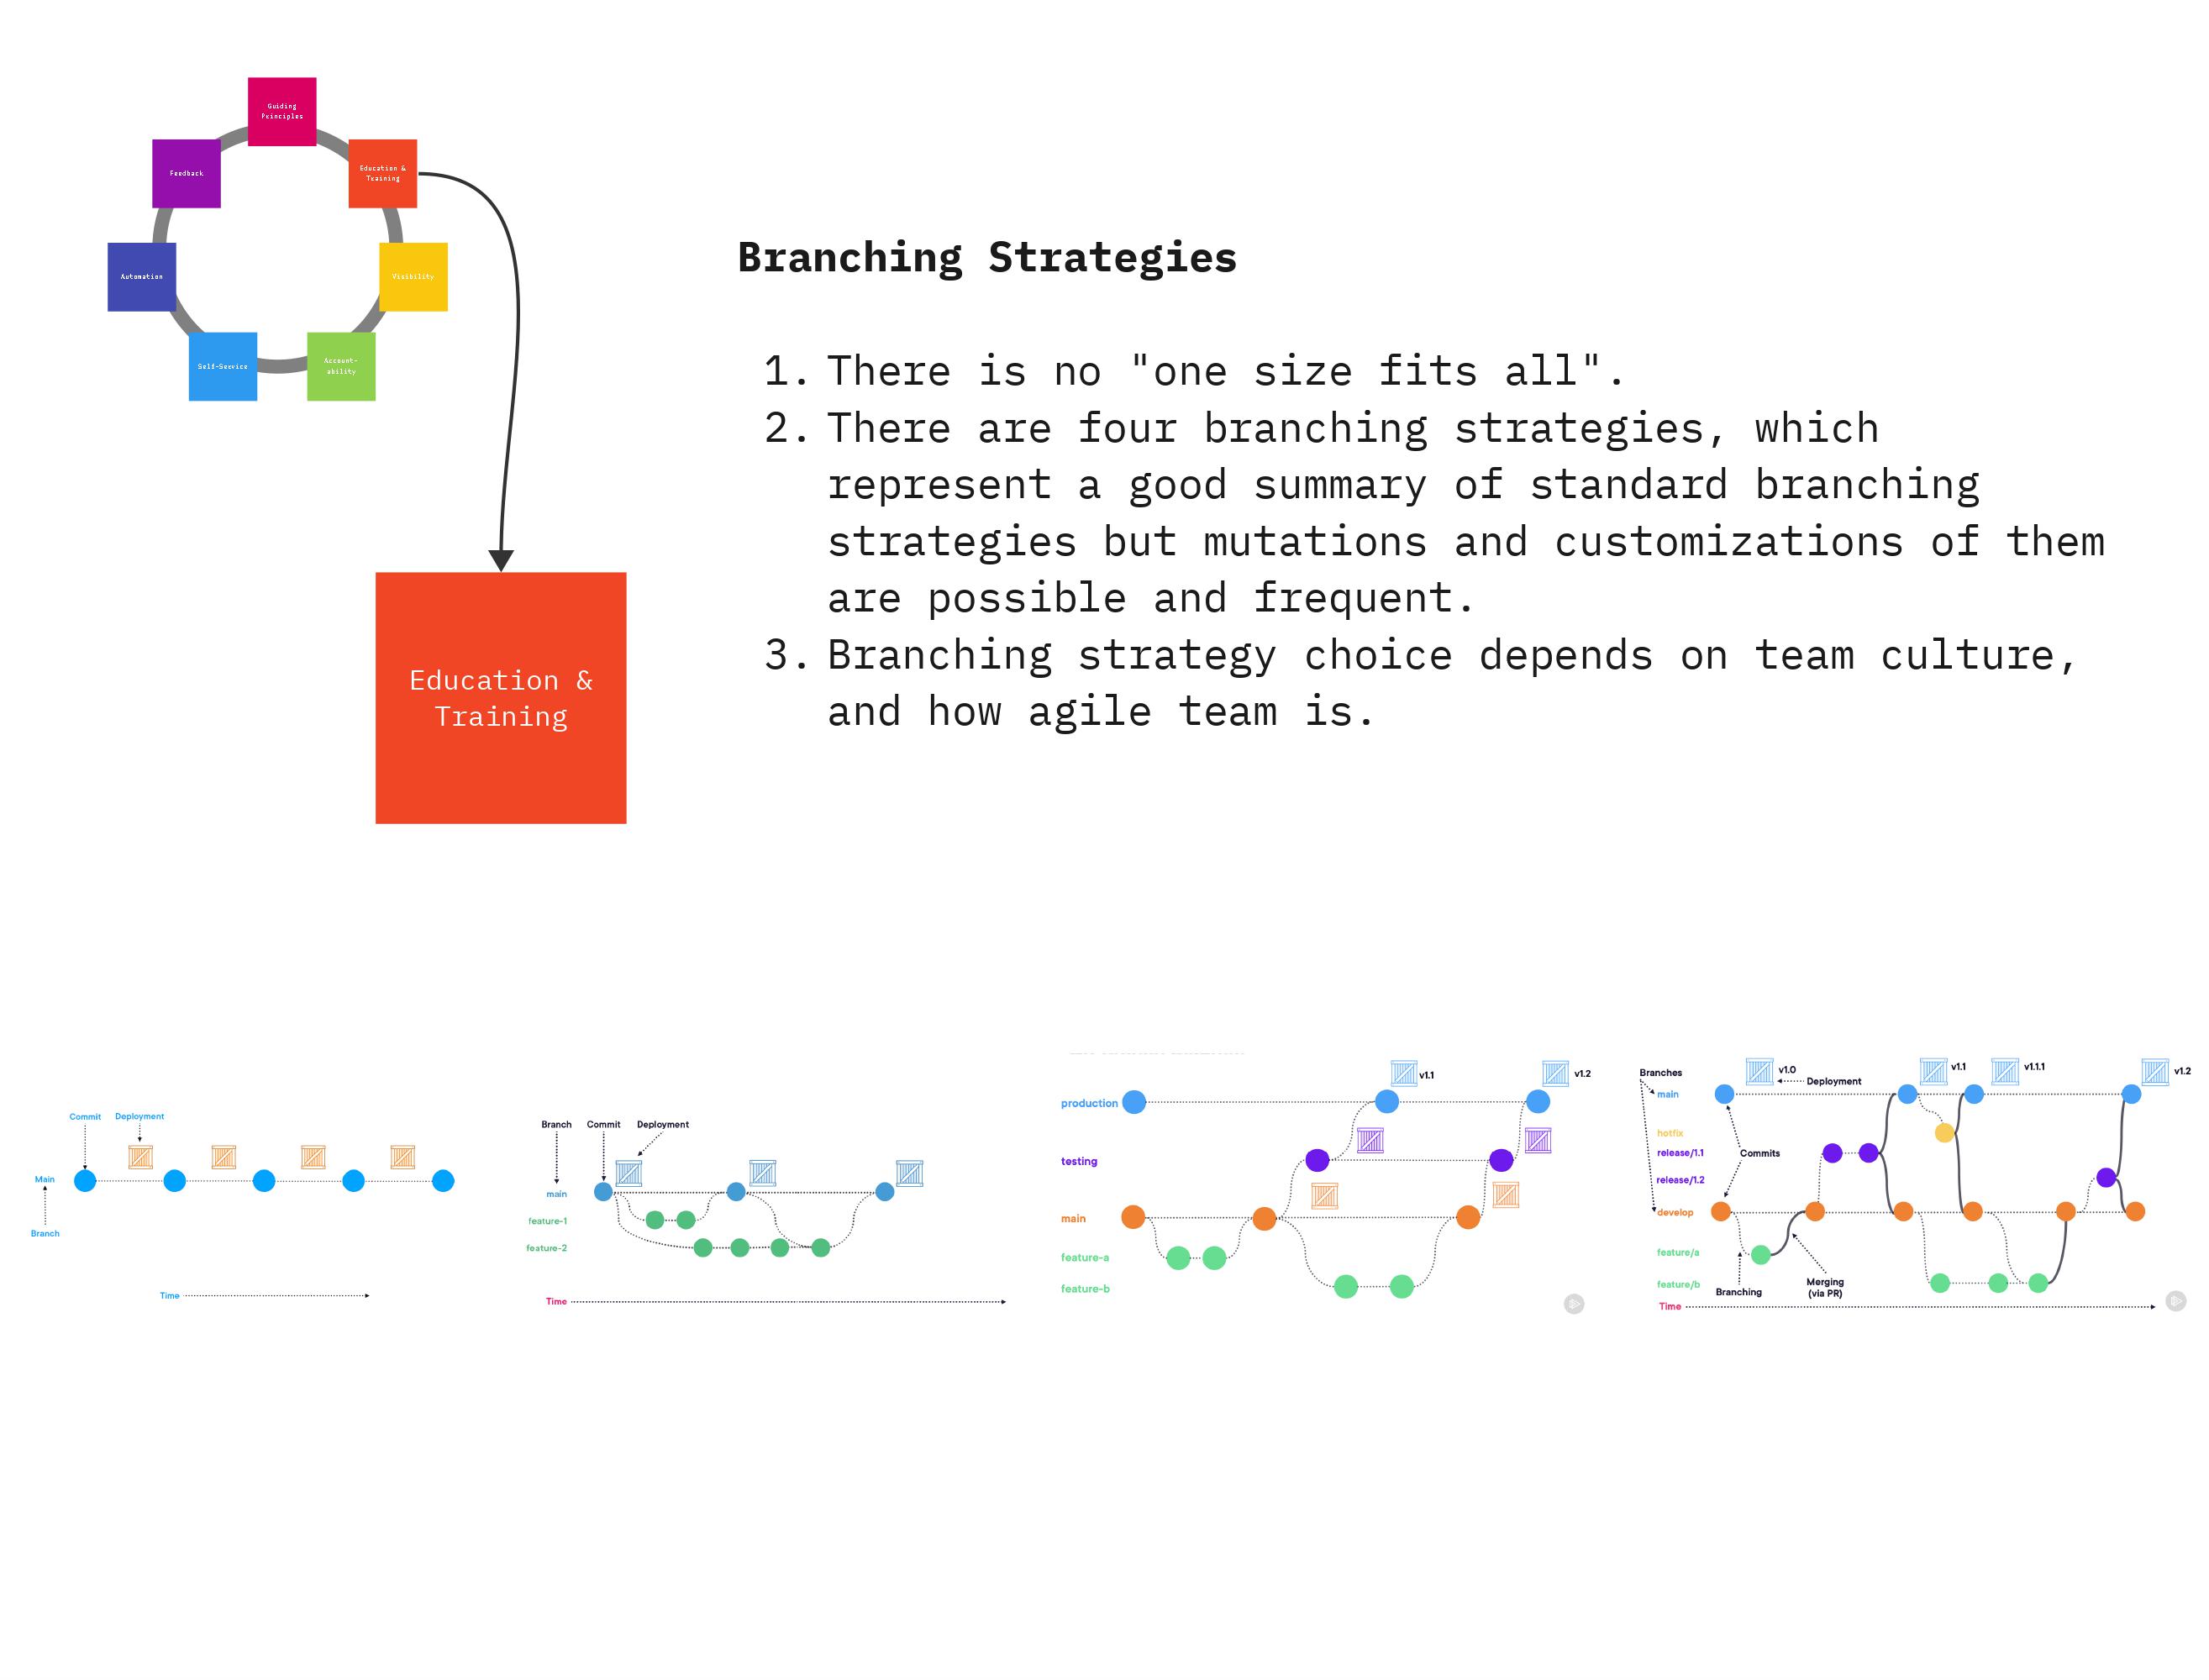 Guiding
Principles
Feedback
Education &
Training
Automation
Visibility
Self-Service
Account-
ability
Branching Strategies
1. There is no "one size fits all".
2. There are four branching strategies, which
represent a good summary of standard branching
strategies but mutations and customizations of them
are possible and frequent.
3. Branching strategy choice depends on team culture,
and how agile team is.
Education &
Training
Commit
Deployment
Main
Branch
Time
Branch
Commit
Deployment
main
feature-1
feature-2
Time
v1.1
v1.2
production
testing
main
feature-a
feature-b
Branches
v1.0
Deployment
v1.1
v1.1.1
v1.2
main
hotfix
release/1.1
Commits
release/1.2
develop
feature/a
feature/b
Branching
Merging
(via PR)
Time